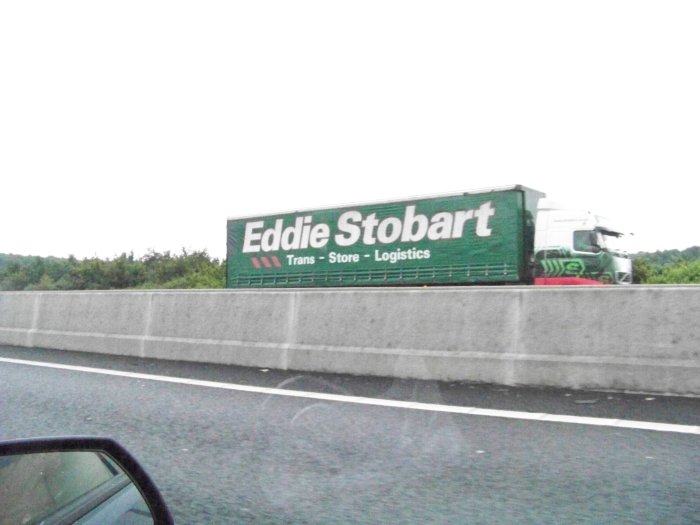 Eddie Stobart
Trans - Store - Logistics